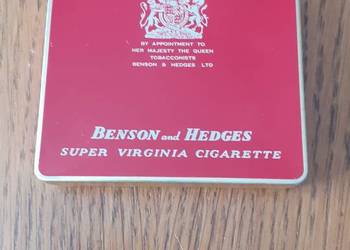 BY APPOINTMENT TO
HER MAJESTY THE QUEEN
TOBACCONISTS
BENSON & HEDGES LTD
BENSON and HEDGES
SUPER VIRGINIA CIGARETTE